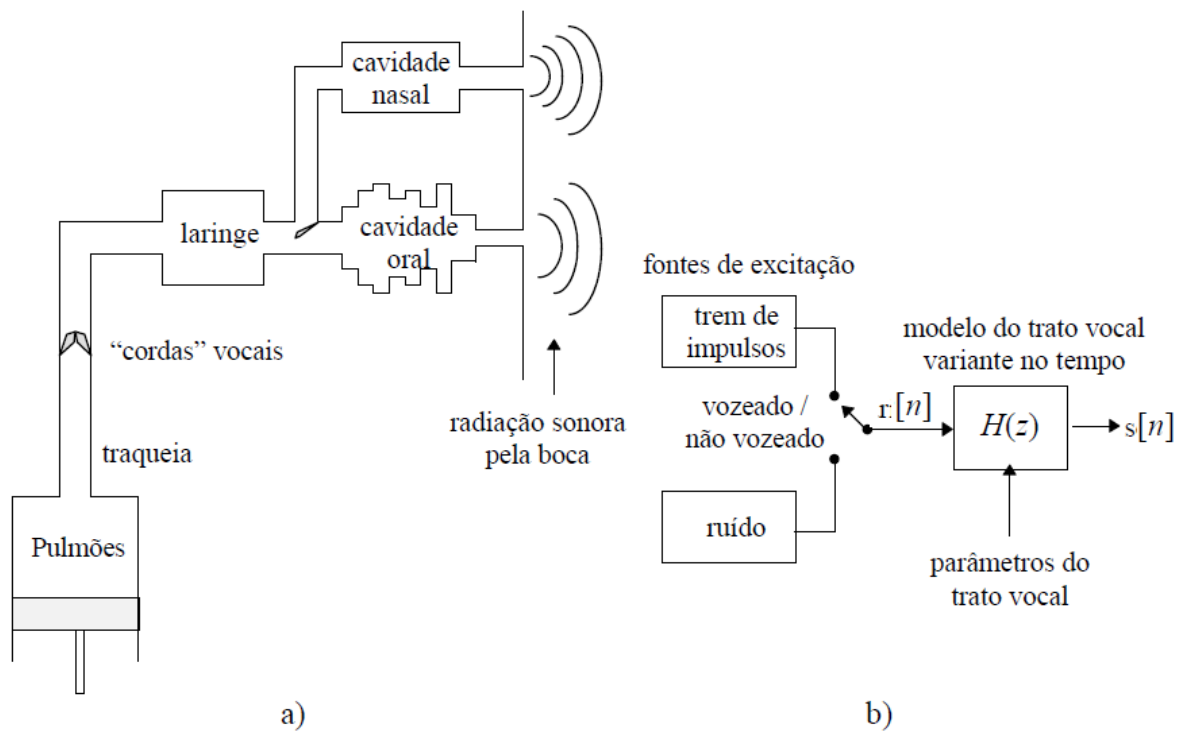 cavidade
nasal
laringe
cavidade
oral
“cordas” vocais
traqueia
Pulmões
radiação sonora
pela boca
a)
fontes de excitação
trem de
impulsos
vozeado /
não vozeado
ruído
r[n]
modelo do trato vocal
variante no tempo
H(z)
s[n]
parâmetros do
trato vocal
b)